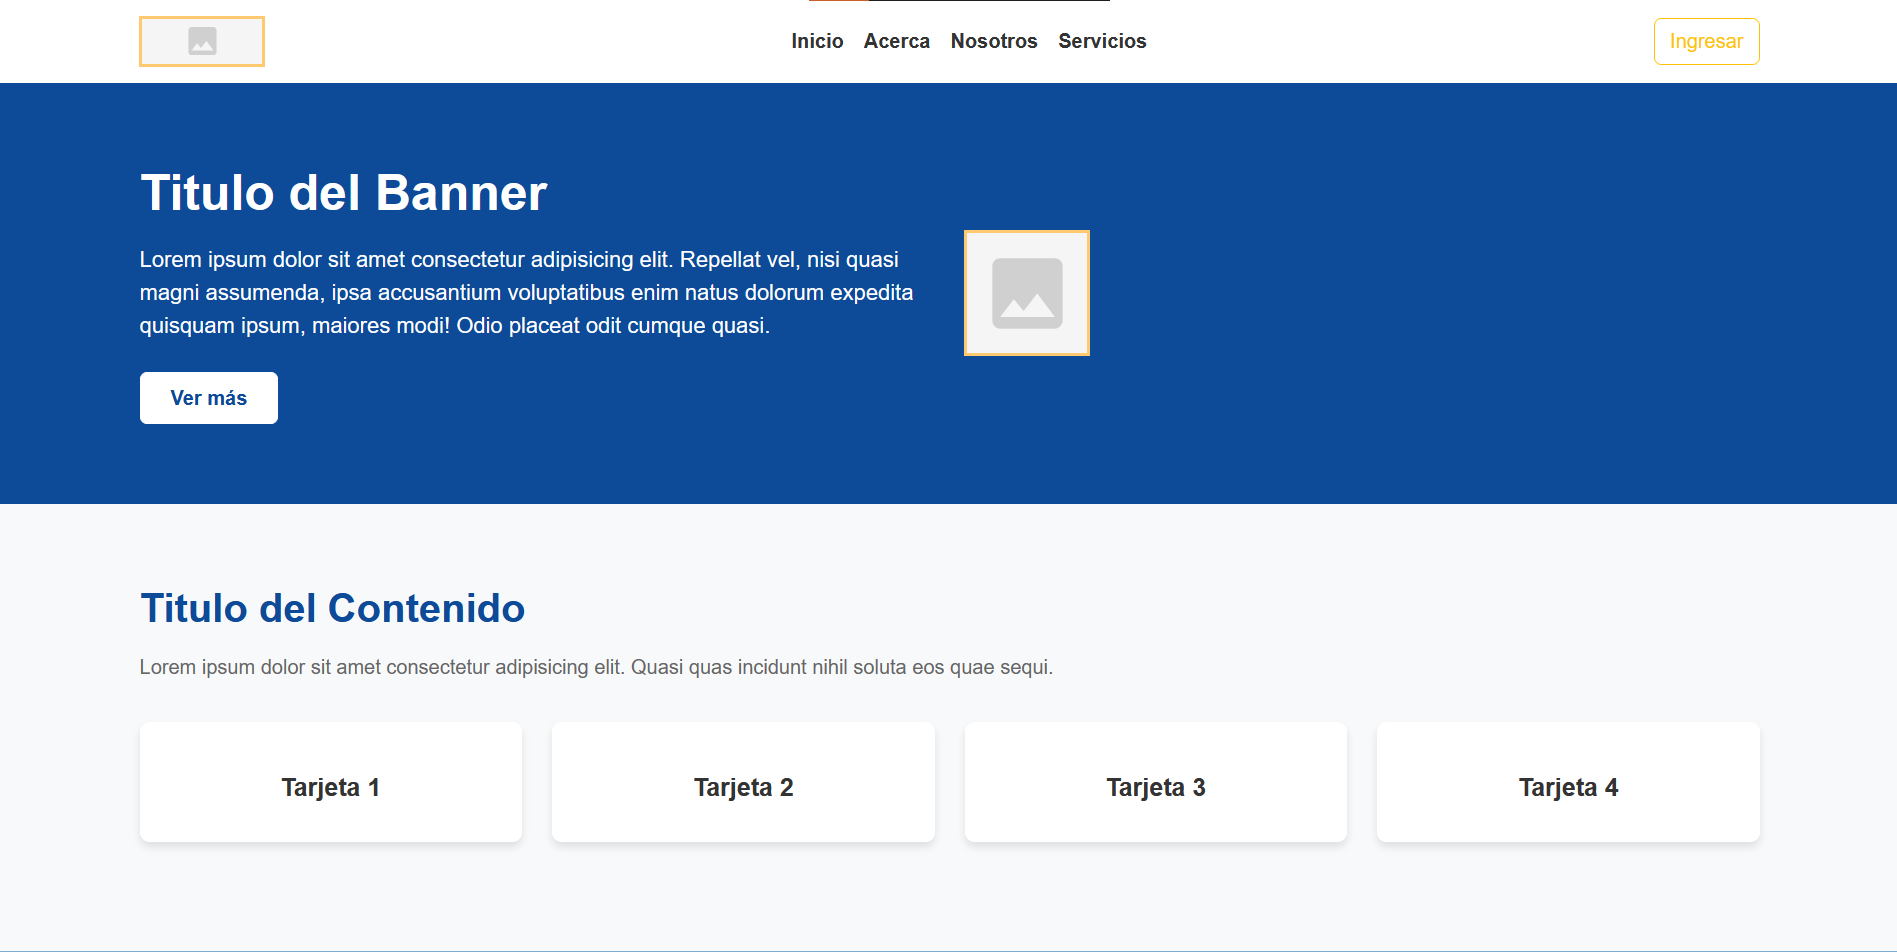 Inicio Acerca Nosotros Servicios
Ingresar
Titulo del Banner
Lorem ipsum dolor sit amet consectetur adipisicing elit. Repellat vel, nisi quasi
magni assumenda, ipsa accusantium voluptatibus enim natus dolorum expedita
quisquam ipsum, maiores modi! Odio placeat odit cumque quasi.
Ver más
Titulo del Contenido
Lorem ipsum dolor sit amet consectetur adipisicing elit. Quasi quas incidunt nihil soluta eos quae sequi.
Tarjeta 1
Tarjeta 2
Tarjeta 3
Tarjeta 4